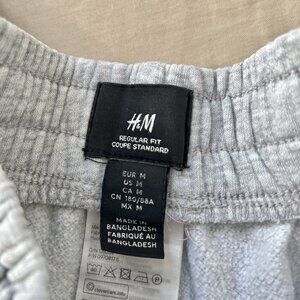 H&M
REGULAR FIT
COUPE STANDARD
EUR M
US M
CA M
CN 180/88A
MX M
MADE IN
BANGLADESH
FABRIQUÉ AU
BANGLADESH